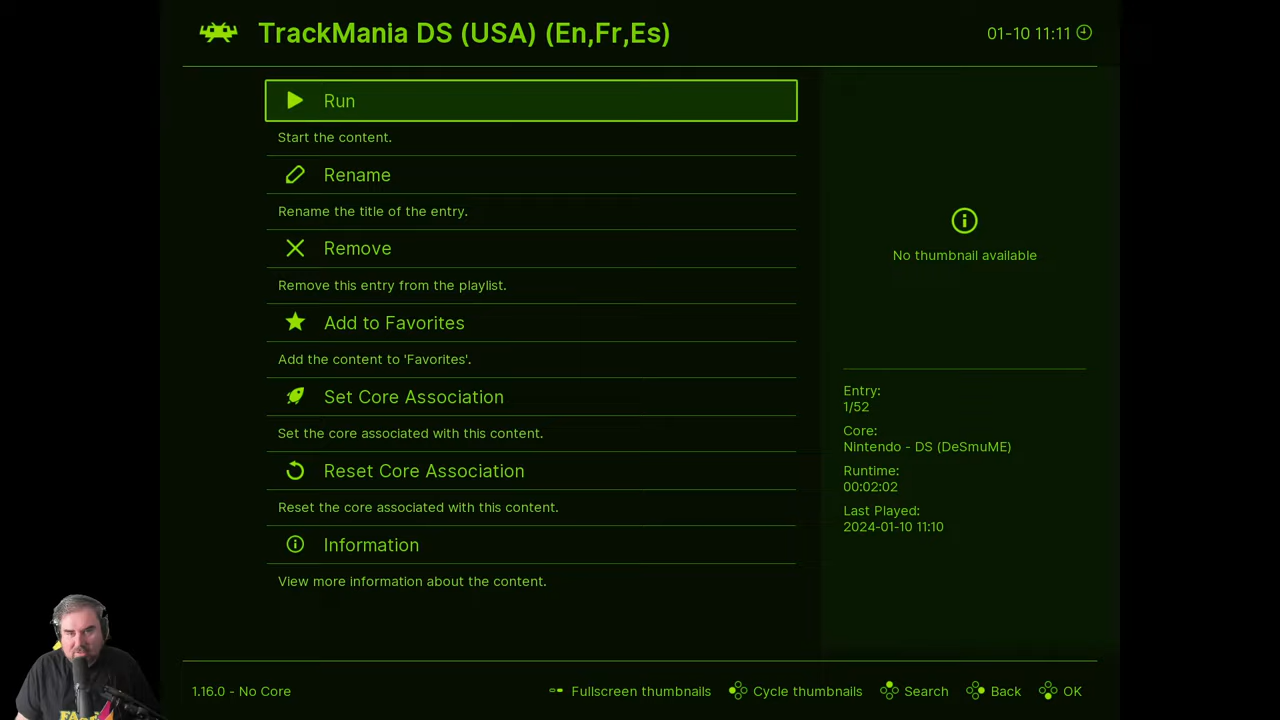 TrackMania DS (USA) (En,Fr,Es)
01-10 11:11
Run
Start the content.
Rename
Rename the title of the entry.
Remove
Remove this entry from the playlist.
Add to Favorites
Add the content to 'Favorites'.
Set Core Association
Set the core associated with this content.
Reset Core Association
Reset the core associated with this content.
Information
View more information about the content.
No thumbnail available
Entry:
1/52
Core:
Nintendo - DS (DeSmuME)
Runtime:
00:02:02
Last Played:
2024-01-10 11:10
1.16.0 - No Core
Fullscreen thumbnails
Cycle thumbnails
Search
Back
OK